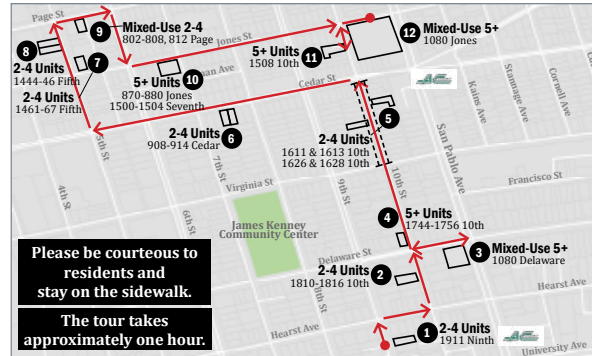 Page St
9
Mixed-Use 2-4
802-808, 812 Page
Jones St
12
Mixed-Use 5+
1080 Jones
8
7
11
5+ Units
1508 10th
2-4 Units
1444-46 Fifth
2-4 Units
1461-67 Fifth
10
5+ Units
870-880 Jones
1500-1504 Seventh
man Ave
Cedar St
Kains Ave
Stannage Ave
Cornell Ave
San Pablo Ave
6
2-4 Units
908-914 Cedar
5
2-4 Units
1611 & 1613 10th
1626 & 1628 10th
5th St
4th St
6th St
7th St
8th St
9th St
10th St
Virginia St
Francisco St
James Kenney
Community Center
4
5+ Units
1744-1756 10th
3
Mixed-Use 5+
1080 Delaware
Delaware St
2
2-4 Units
1810-1816 10th
Hearst Ave
Hearst Ave
1
2-4 Units
1911 Ninth
University Ave
Please be courteous to
residents and
stay on the sidewalk.
The tour takes
approximately one hour.